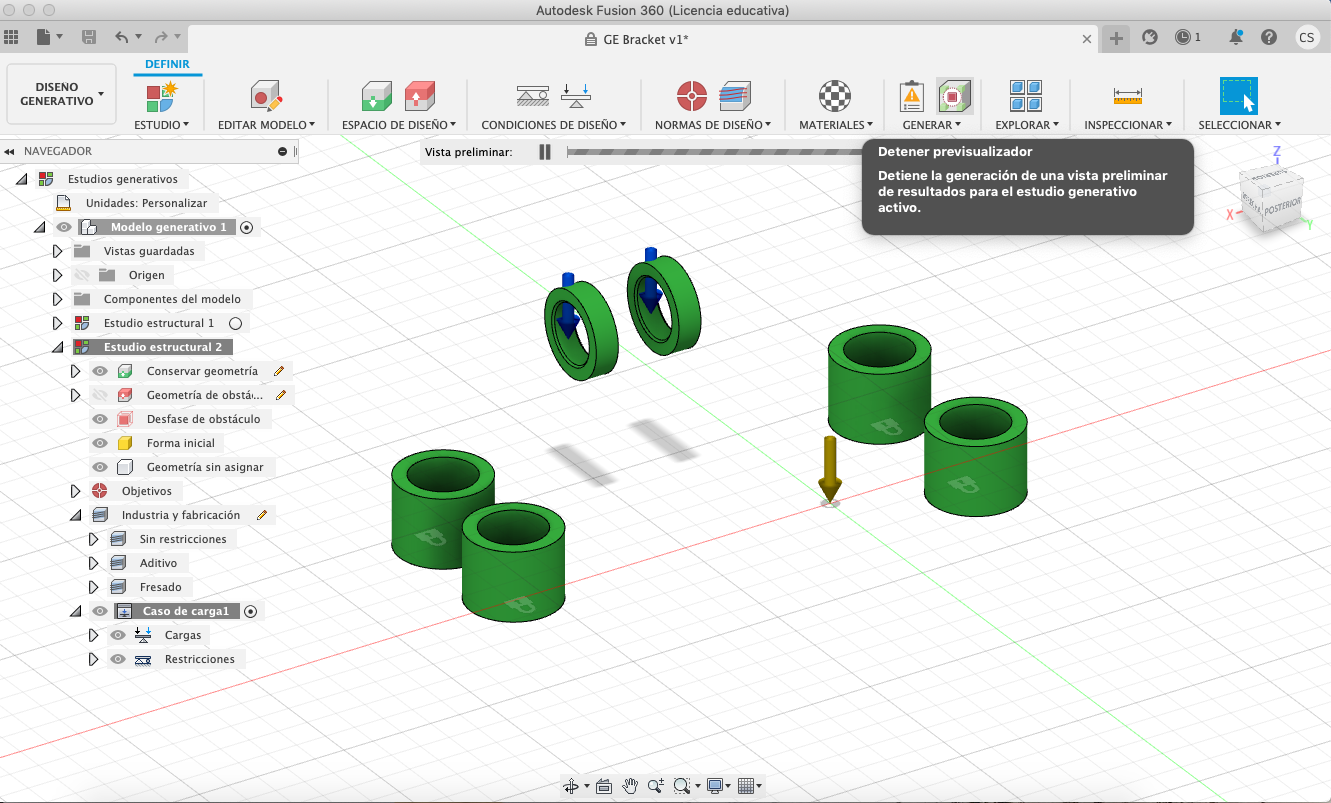 Autodesk Fusion 360 (Licencia educativa)
GE Bracket v1*
1
CS
DISEÑO
GENERATIVO
DEFINIR
ESTUDIO
EDITAR MODELO
ESPACIO DE DISEÑO
CONDICIONES DE DISEÑO
NORMAS DE DISEÑO
MATERIALES
GENERAR
EXPLORAR
INSPECCIONAR
SELECCIONAR
NAVEGADOR
Vista preliminar:
Detener previsualizador
Detiene la generación de una vista preliminar
de resultados para el estudio generativo
activo.
Z
X
Y
POSTERIOR
Estudios generativos
Unidades: Personalizar
Modelo generativo 1
Vistas guardadas
Origen
Componentes del modelo
Estudio estructural 1
Estudio estructural 2
Conservar geometría
Geometría de obstác...
Desfase de obstáculo
Forma inicial
Geometría sin asignar
Objetivos
Industria y fabricación
Sin restricciones
Aditivo
Fresado
Caso de carga1
Cargas
Restricciones